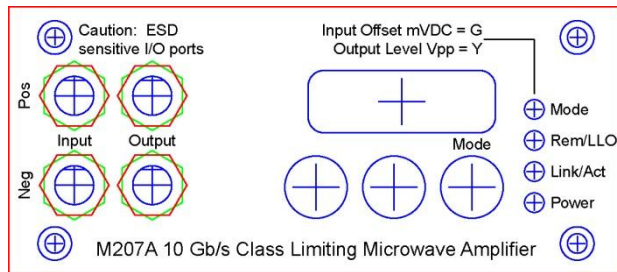 Caution: ESD
sensitive I/O ports
Input Offset mVDC = G
Output Level Vpp = Y
Pos
Mode
Input
Output
Mode
Rem/LLO
Link/Act
Neg
Power
M207A 10 Gb/s Class Limiting Microwave Amplifier